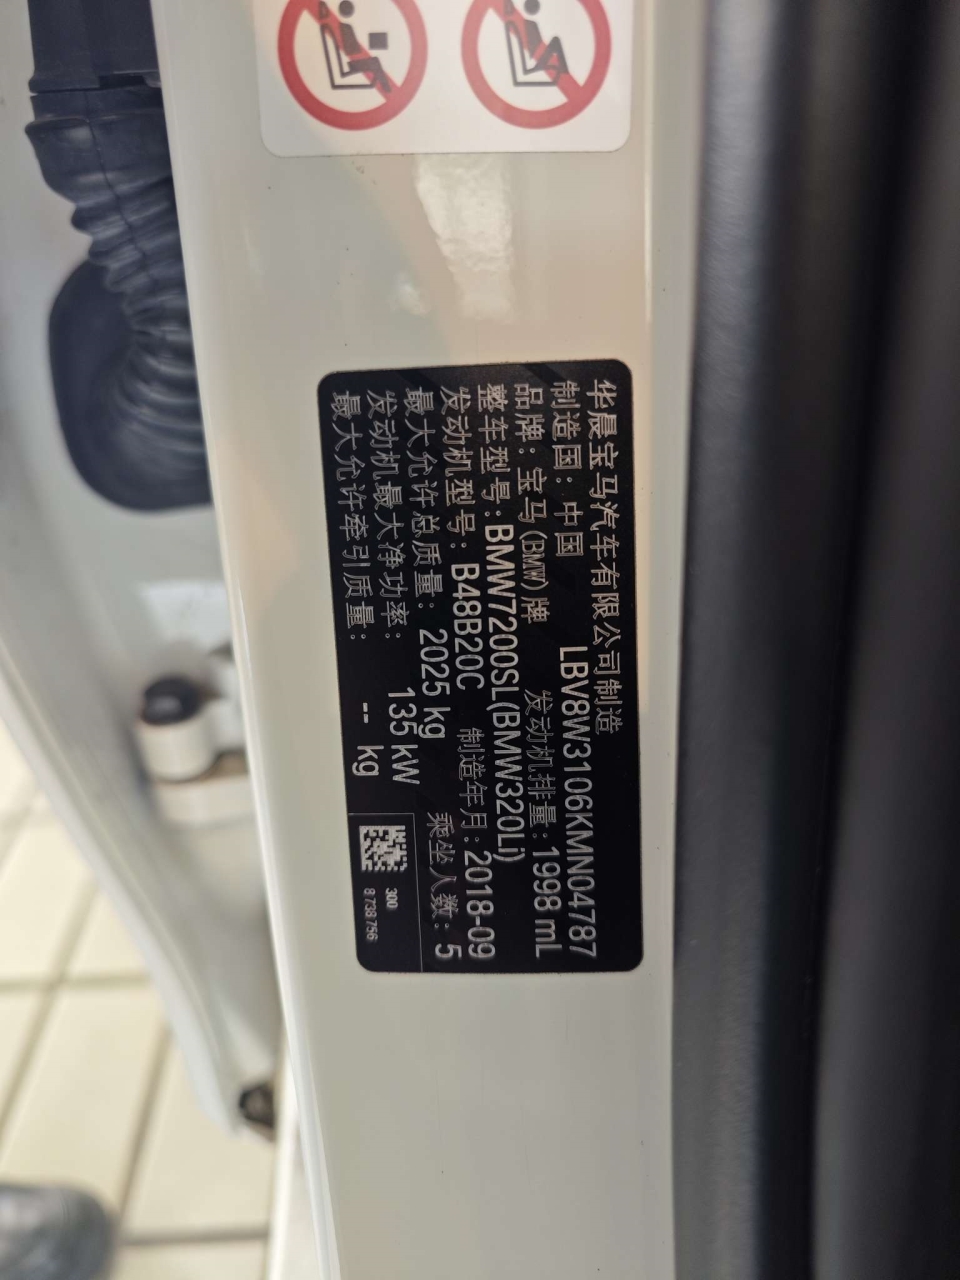 华晨宝马汽车有限公司制造
制造国：中国 LBV8W3106KMN04787
品牌：宝马(BMW)牌 发动机排量：1998 mL
整车型号：BMW7200SL(BMW320Li)
发动机型号：B48B20C 制造年月：2018-09
最大允许总质量：2025 kg 乘坐人数：5
发动机最大净功率：135 kW
最大允许牵引质量：-- kg
300
8 738 756